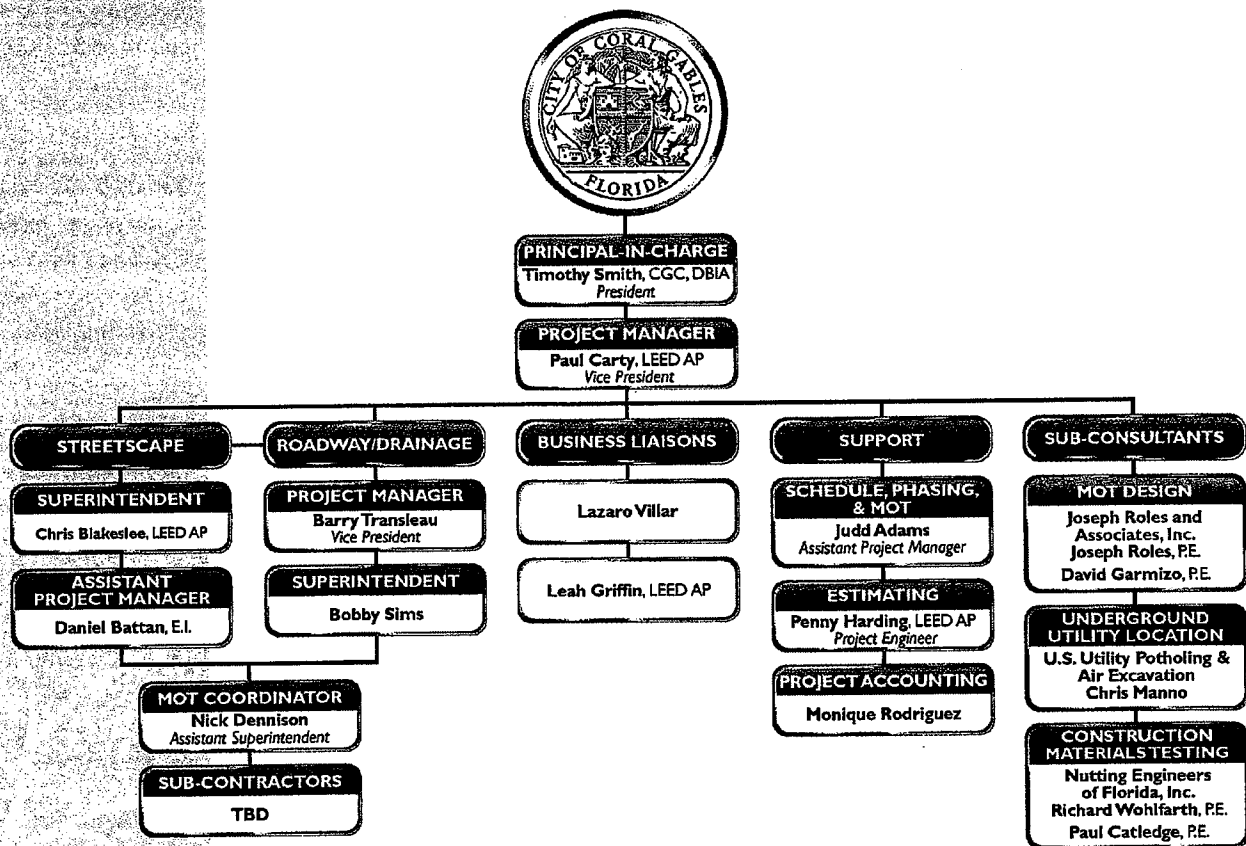 CITY OF CORAL GABLES
FLORIDA
PRINCIPAL-IN-CHARGE
Timothy Smith, CGC, DBIA
President
PROJECT MANAGER
Paul Carty, LEED AP
Vice President
STREETSCAPE
SUPERINTENDENT
Chris Blakeslee, LEED AP
ASSISTANT
PROJECT MANAGER
Daniel Battan, E.I.
ROADWAY/DRAINAGE
PROJECT MANAGER
Barry Transleau
Vice President
SUPERINTENDENT
Bobby Sims
MOT COORDINATOR
Nick Dennison
Assistant Superintendent
SUB-CONTRACTORS
TBD
BUSINESS LIAISONS
Lazaro Villar
Leah Griffin, LEED AP
SUPPORT
SCHEDULE, PHASING,
& MOT
Judd Adams
Assistant Project Manager
ESTIMATING
Penny Harding, LEED AP
Project Engineer
PROJECT ACCOUNTING
Monique Rodriguez
SUB-CONSULTANTS
MOT DESIGN
Joseph Roles and
Associates, Inc.
Joseph Roles, P.E.
David Garmizo, P.E.
UNDERGROUND
UTILITY LOCATION
U.S. Utility Potholing &
Air Excavation
Chris Manno
CONSTRUCTION
MATERIALS TESTING
Nutting Engineers
of Florida, Inc.
Richard Wohlfarth, P.E.
Paul Catledge, P.E.